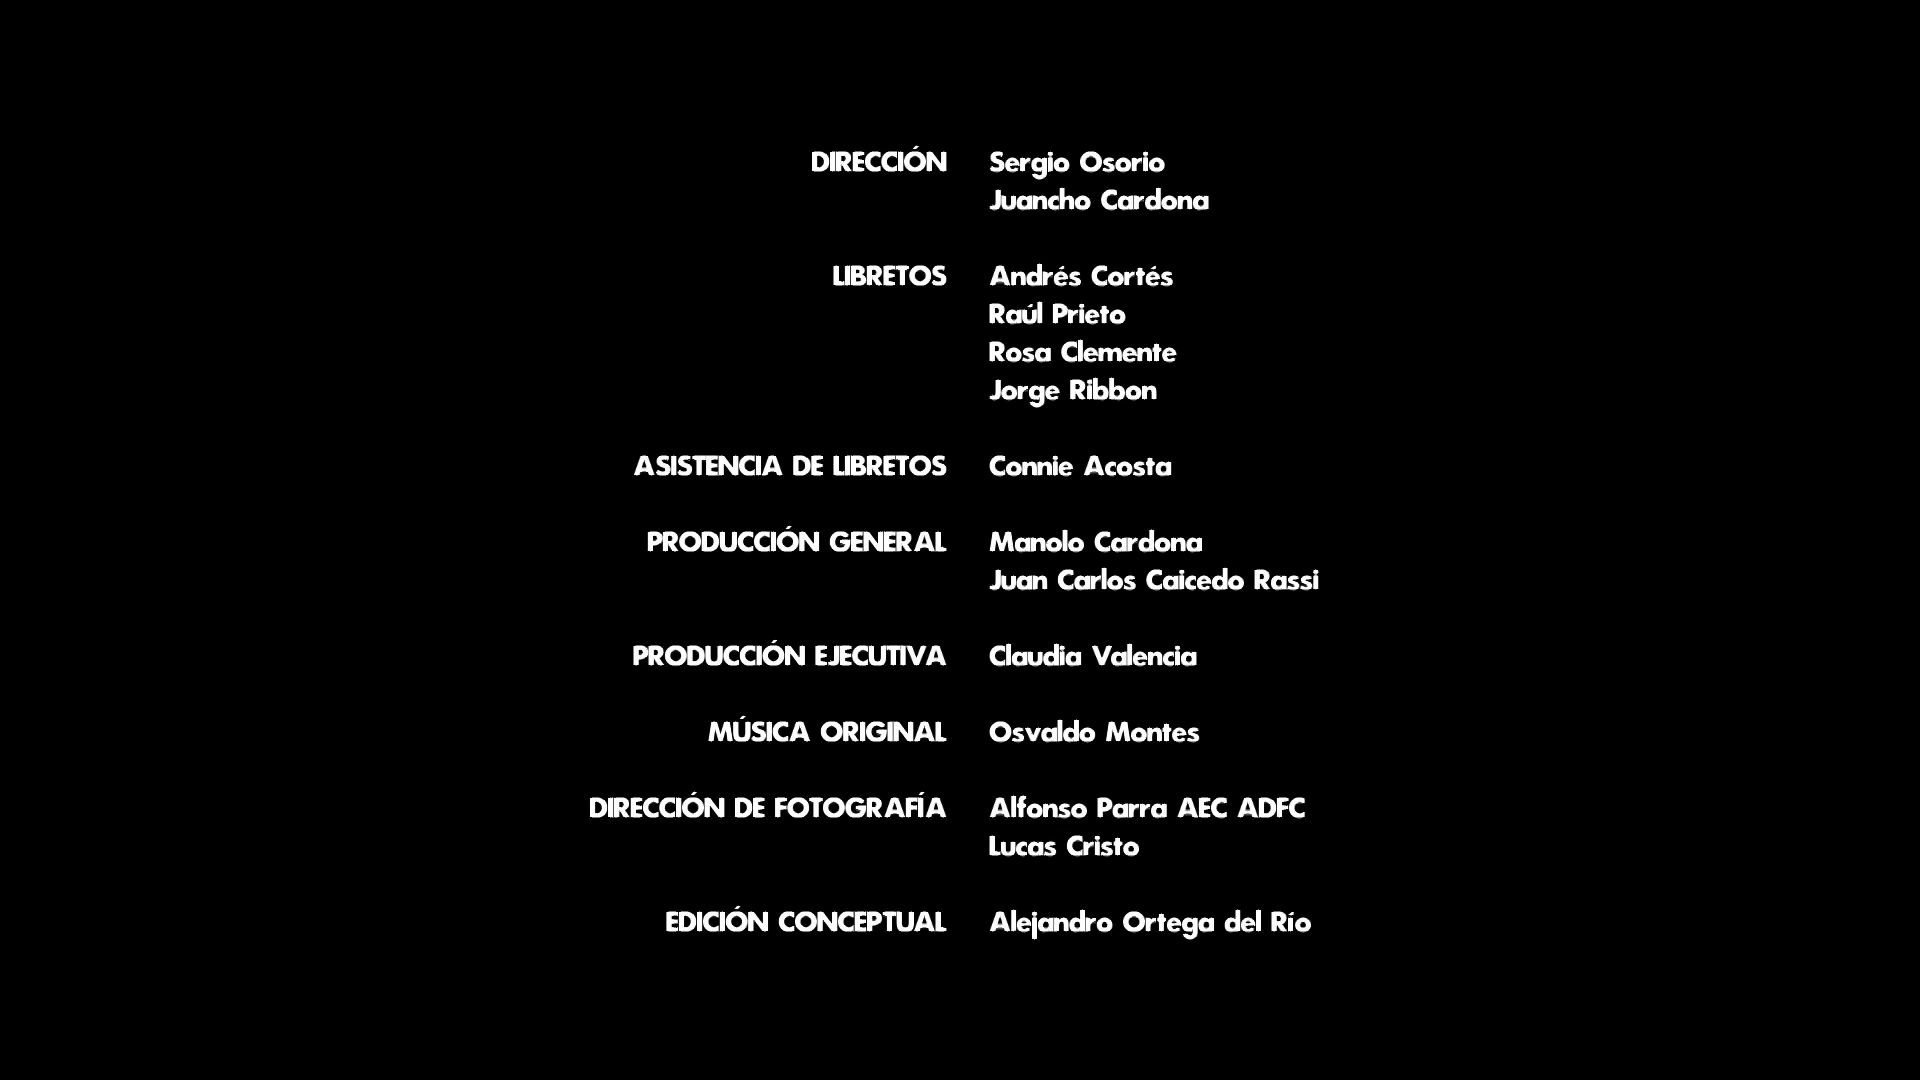 DIRECCIÓN Sergio Osorio
Juancho Cardona
LIBRETOS Andrés Cortés
Raúl Prieto
Rosa Clemente
Jorge Ribbon
ASISTENCIA DE LIBRETOS Connie Acosta
PRODUCCIÓN GENERAL Manolo Cardona
Juan Carlos Caicedo Rassi
PRODUCCIÓN EJECUTIVA Claudia Valencia
MÚSICA ORIGINAL Osvaldo Montes
DIRECCIÓN DE FOTOGRAFÍA Alfonso Parra AEC ADFC
Lucas Cristo
EDICIÓN CONCEPTUAL Alejandro Ortega del Río